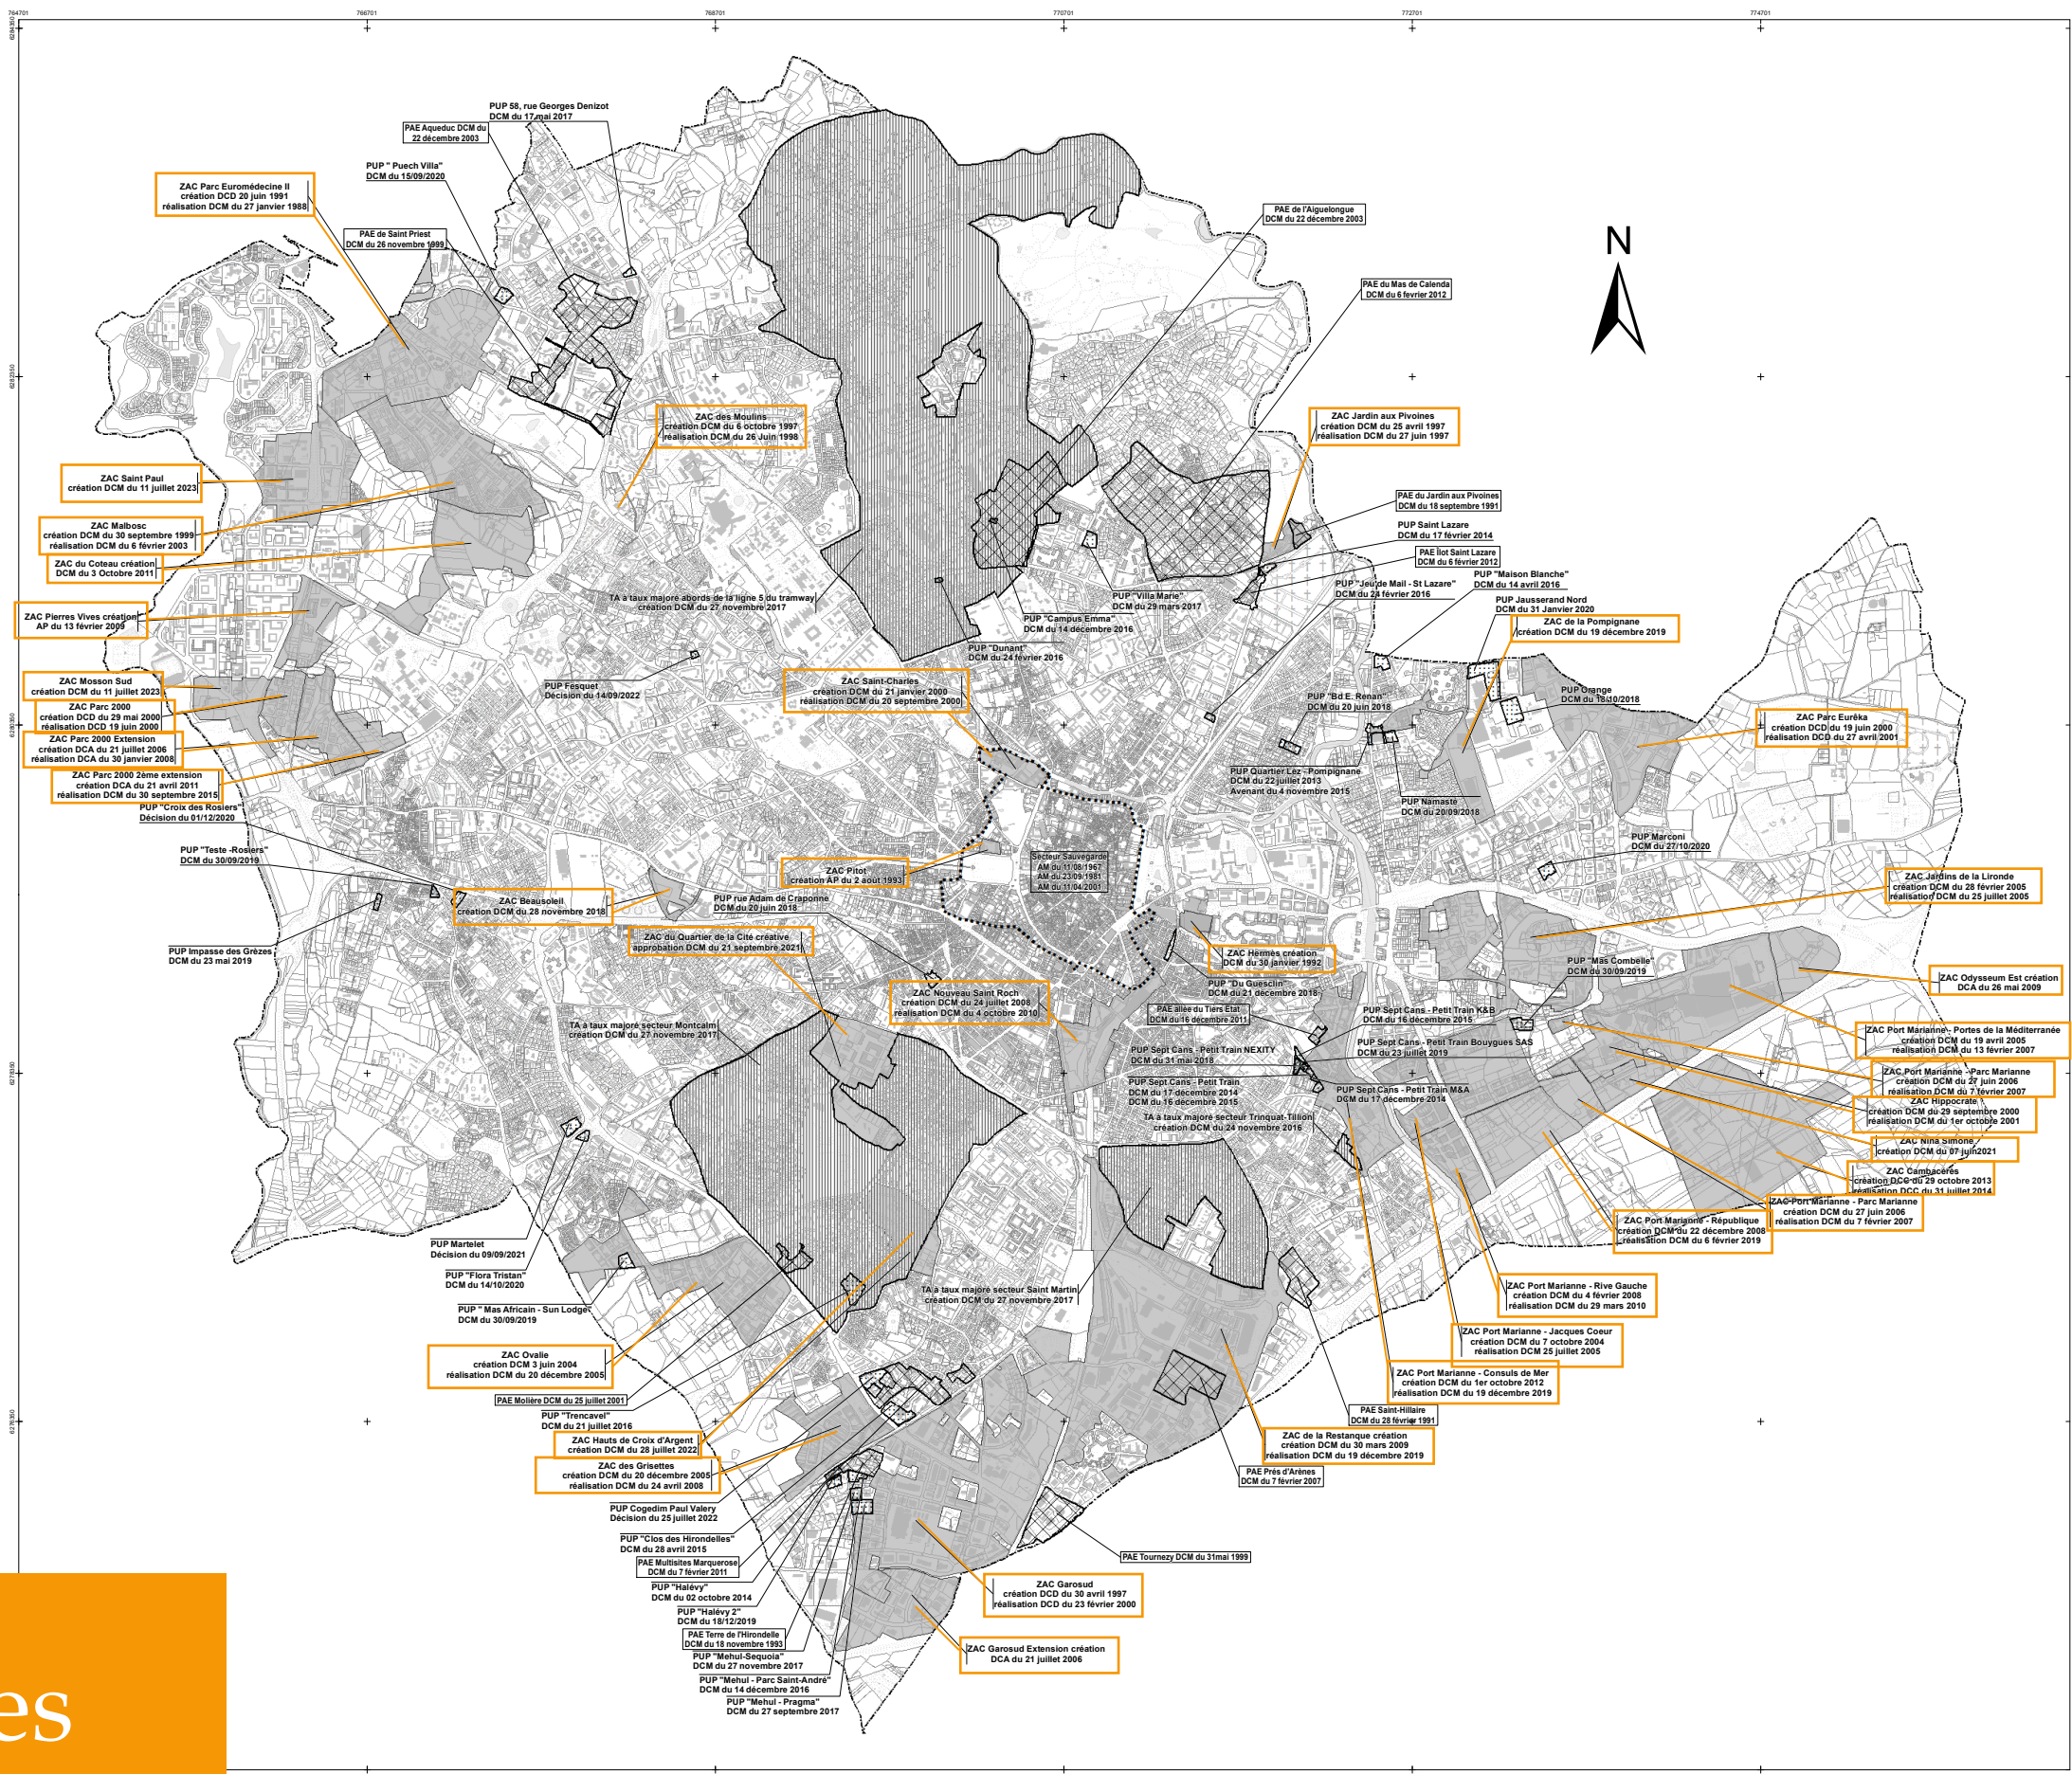 764701
766701
768701
770701
772701
774701
6284350
6282350
6280350
6278350
6276350
N
PUP 58, rue Georges Denizot
DCM du 17 mai 2017
PAE Aqueduc DCM du
22 décembre 2003
PUP " Puech Villa"
DCM du 15/09/2020
ZAC Parc Euromédecine II
création DCD 20 juin 1991
réalisation DCM du 27 janvier 1988
PAE de Saint Priest
DCM du 26 novembre 1999
PAE de l'Aiguelongue
DCM du 22 décembre 2003
PAE du Mas de Calenda
DCM du 6 fevrier 2012
ZAC des Moulins
création DCM du 6 octobre 1997
réalisation DCM du 26 Juin 1998
ZAC Jardin aux Pivoines
création DCM du 25 avril 1997
réalisation DCM du 27 juin 1997
ZAC Saint Paul
création DCM du 11 juillet 2023
PAE du Jardin aux Pivoines
DCM du 18 septembre 1991
ZAC Malbosc
création DCM du 30 septembre 1999
réalisation DCM du 6 février 2003
PUP Saint Lazare
DCM du 17 février 2014
PAE Îlot Saint Lazare
DCM du 6 février 2012
ZAC du Coteau création
DCM du 3 Octobre 2011
PUP "Maison Blanche"
DCM du 14 avril 2016
PUP "Jeu de Mail - St Lazare"
DCM du 24 février 2016
TA à taux majoré abords de la ligne 5 du tramway
création DCM du 27 novembre 2017
PUP "Villa Marie"
DCM du 29 mars 2017
PUP Jausserand Nord
DCM du 31 Janvier 2020
ZAC Pierres Vives création
AP du 13 février 2009
PUP "Campus Emma"
DCM du 14 décembre 2016
ZAC de la Pompignane
création DCM du 19 décembre 2019
PUP "Dunant"
DCM du 24 février 2016
ZAC Mosson Sud
création DCM du 11 juillet 2023
PUP Fesquet
Décision du 14/09/2022
ZAC Saint-Charles
création DCM du 21 janvier 2000
réalisation DCM du 20 septembre 2000
PUP "Bd E. Renan"
DCM du 20 juin 2018
PUP Orange
DCM du 18/10/2018
ZAC Parc 2000
création DCD du 29 mai 2000
réalisation DCD 19 juin 2000
ZAC Parc Eurêka
création DCD du 19 juin 2000
réalisation DCD du 27 avril 2001
ZAC Parc 2000 Extension
création DCA du 21 juillet 2006
réalisation DCA du 30 janvier 2008
ZAC Parc 2000 2ème extension
création DCA du 21 avril 2011
réalisation DCM du 30 septembre 2015
PUP Quartier Lez - Pompignane
DCM du 22 juillet 2013
Avenant du 4 novembre 2015
PUP Namasté
DCM du 20/09/2018
PUP "Croix des Rosiers"
Décision du 01/12/2020
PUP Marconi
DCM du 27/10/2020
PUP "Teste -Rosiers"
DCM du 30/09/2019
Secteur Sauvegardé
AM du 11/08/1967
AM du 23/09/1981
AM du 11/04/2001
ZAC Pitot
création AP du 2 août 1993
ZAC Jardins de la Lironde
création DCM du 28 février 2005
réalisation DCM du 25 juillet 2005
ZAC Beausoleil
création DCM du 28 novembre 2018
PUP rue Adam de Craponne
DCM du 20 juin 2018
ZAC du Quartier de la Cité créative
approbation DCM du 21 septembre 2021
PUP Impasse des Grèzes
DCM du 23 mai 2019
ZAC Hermès création
DCM du 30 janvier 1992
PUP "Mas Combelle"
DCM du 30/09/2019
ZAC Odysseum Est création
DCA du 26 mai 2009
PUP "Du Guesclin"
DCM du 21 décembre 2018
ZAC Nouveau Saint Roch
création DCM du 24 juillet 2008
réalisation DCM du 4 octobre 2010
PAE allée du Tiers Etat
DCM du 16 décembre 2011
PUP Sept Cans - Petit Train K&B
DCM du 16 décembre 2015
TA à taux majoré secteur Montcalm
création DCM du 27 novembre 2017
ZAC Port Marianne - Portes de la Méditerranée
création DCM du 19 avril 2005
réalisation DCM du 13 février 2007
PUP Sept Cans - Petit Train Bouygues SAS
DCM du 23 juillet 2019
PUP Sept Cans - Petit Train NEXITY
DCM du 31 mai 2018
ZAC Port Marianne - Parc Marianne
création DCM du 27 juin 2006
réalisation DCM du 7 février 2007
PUP Sept Cans - Petit Train
DCM du 17 décembre 2014
DCM du 16 décembre 2015
PUP Sept Cans - Petit Train M&A
DCM du 17 décembre 2014
ZAC Hippocrate
création DCM du 29 septembre 2000
réalisation DCM du 1er octobre 2001
TA à taux majoré secteur Trinquat-Tillion
création DCM du 24 novembre 2016
ZAC Nina Simone
création DCM du 07 juin2021
ZAC Cambacérès
création DCC du 29 octobre 2013
réalisation DCC du 31 juillet 2014
ZAC Port Marianne - Parc Marianne
création DCM du 27 juin 2006
réalisation DCM du 7 février 2007
ZAC Port Marianne - République
création DCM du 22 décembre 2008
réalisation DCM du 6 février 2019
PUP Martelet
Décision du 09/09/2021
PUP "Flora Tristan"
DCM du 14/10/2020
TA à taux majoré secteur Saint Martin
création DCM du 27 novembre 2017
ZAC Port Marianne - Rive Gauche
création DCM du 4 février 2008
réalisation DCM du 29 mars 2010
PUP " Mas Africain - Sun Lodge"
DCM du 30/09/2019
ZAC Port Marianne - Jacques Coeur
création DCM du 7 octobre 2004
réalisation DCM 25 juillet 2005
ZAC Ovalie
création DCM 3 juin 2004
réalisation DCM du 20 décembre 2005
ZAC Port Marianne - Consuls de Mer
création DCM du 1er octobre 2012
réalisation DCM du 19 décembre 2019
PAE Molière DCM du 25 juillet 2001
PUP "Trencavel"
DCM du 21 juillet 2016
PAE Saint-Hillaire
DCM du 28 février 1991
ZAC Hauts de Croix d'Argent
création DCM du 28 juillet 2022
ZAC de la Restanque création
création DCM du 30 mars 2009
réalisation DCM du 19 décembre 2019
ZAC des Grisettes
création DCM du 20 décembre 2005
réalisation DCM du 24 avril 2008
PAE Prés d'Arènes
DCM du 7 février 2007
PUP Cogedim Paul Valery
Décision du 25 juillet 2022
PUP "Clos des Hirondelles"
DCM du 28 avril 2015
PAE Multisites Marquerose
DCM du 7 février 2011
PAE Tournezy DCM du 31mai 1999
PUP "Halévy"
DCM du 02 octobre 2014
ZAC Garosud
création DCD du 30 avril 1997
réalisation DCD du 23 février 2000
PUP "Halévy 2"
DCM du 18/12/2019
PAE Terre de l'Hirondelle
DCM du 18 novembre 1993
ZAC Garosud Extension création
DCA du 21 juillet 2006
PUP "Mehul-Sequoia"
DCM du 27 novembre 2017
PUP "Mehul - Parc Saint-André"
DCM du 14 décembre 2016
PUP "Mehul - Pragma"
DCM du 27 septembre 2017
es